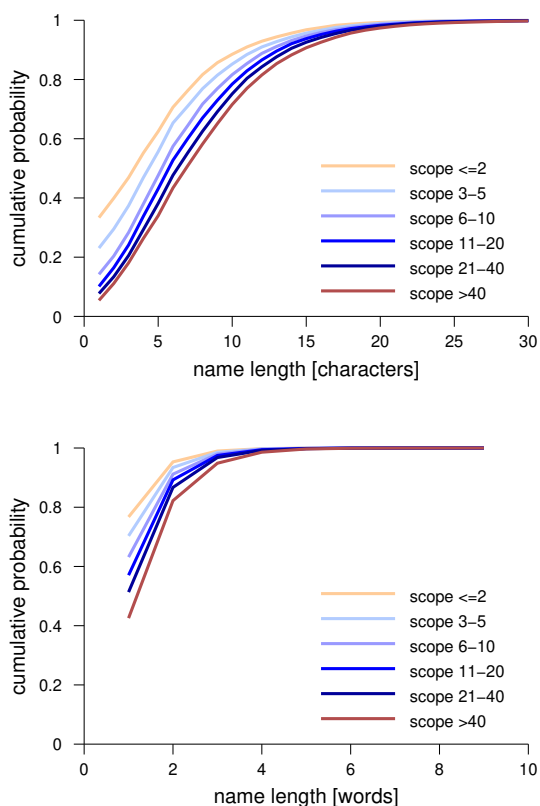 1
0.8
0.6
0.4
0.2
0
cumulative probability
scope <=2
scope 3−5
scope 6−10
scope 11−20
scope 21−40
scope >40
0 5 10 15 20 25 30
name length [characters]
1
0.8
0.6
0.4
0.2
0
cumulative probability
scope <=2
scope 3−5
scope 6−10
scope 11−20
scope 21−40
scope >40
0 2 4 6 8 10
name length [words]